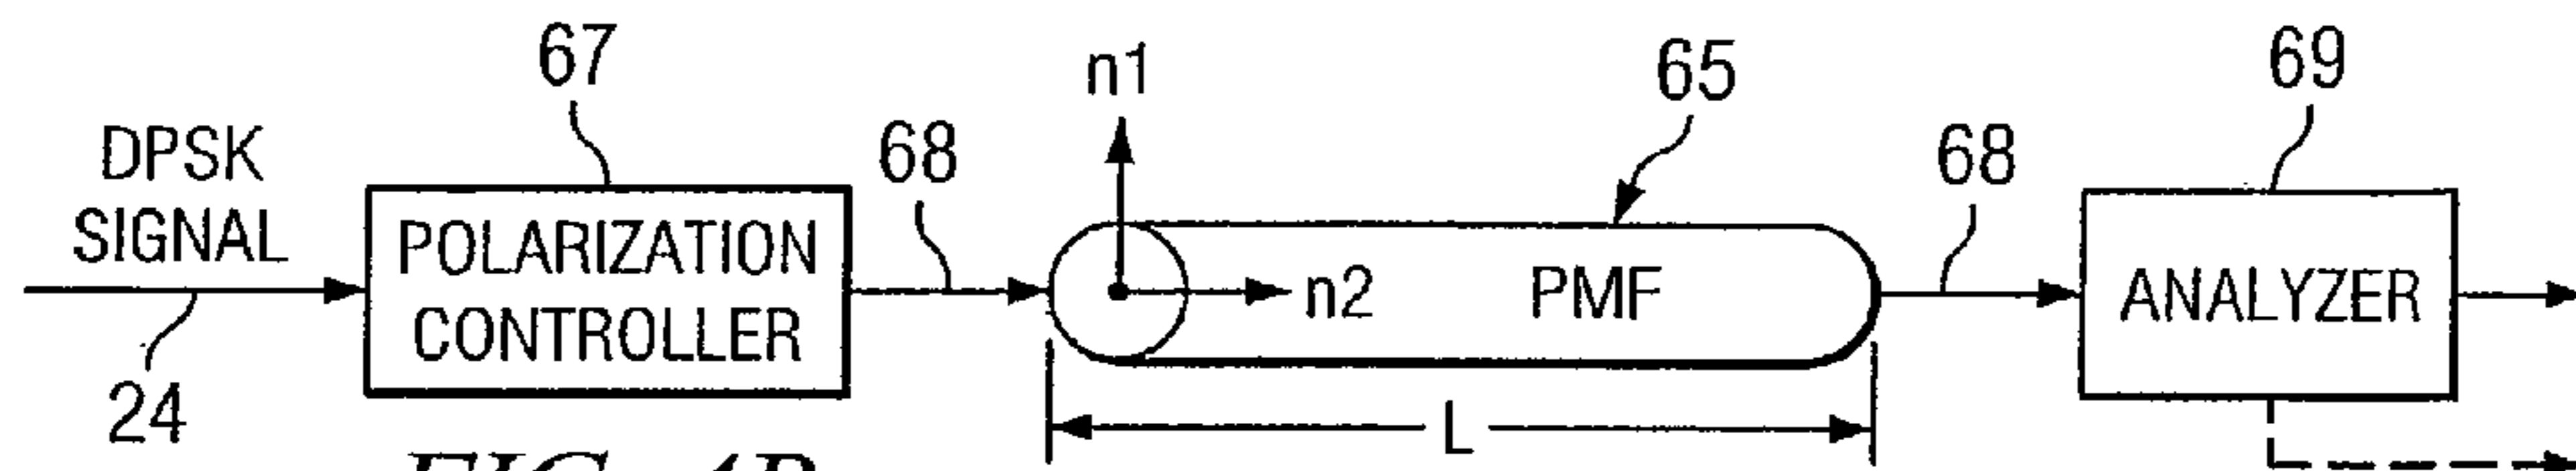 67
n1
65
69
DPSK
SIGNAL
68
68
POLARIZATION
CONTROLLER
n2
PMF
ANALYZER
24
L